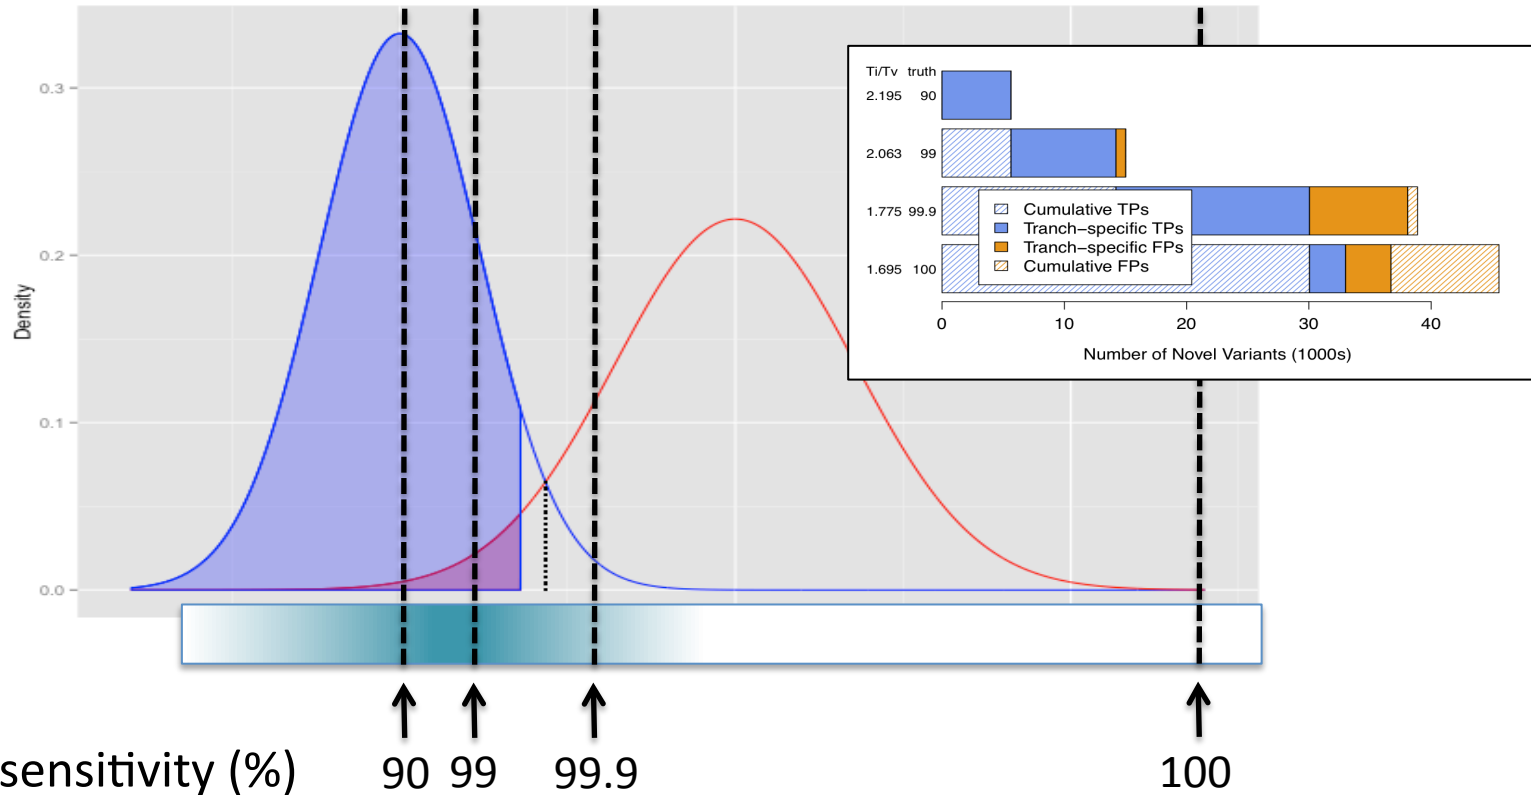 0.3
0.2
0.1
0.0
Density
Ti/Tv truth
2.195 90
2.063 99
1.775 99.9
1.695 100
Cumulative TPs
Tranch−specific TPs
Tranch−specific FPs
Cumulative FPs
0 10 20 30 40
Number of Novel Variants (1000s)
sensitivity (%) 90 99 99.9 100